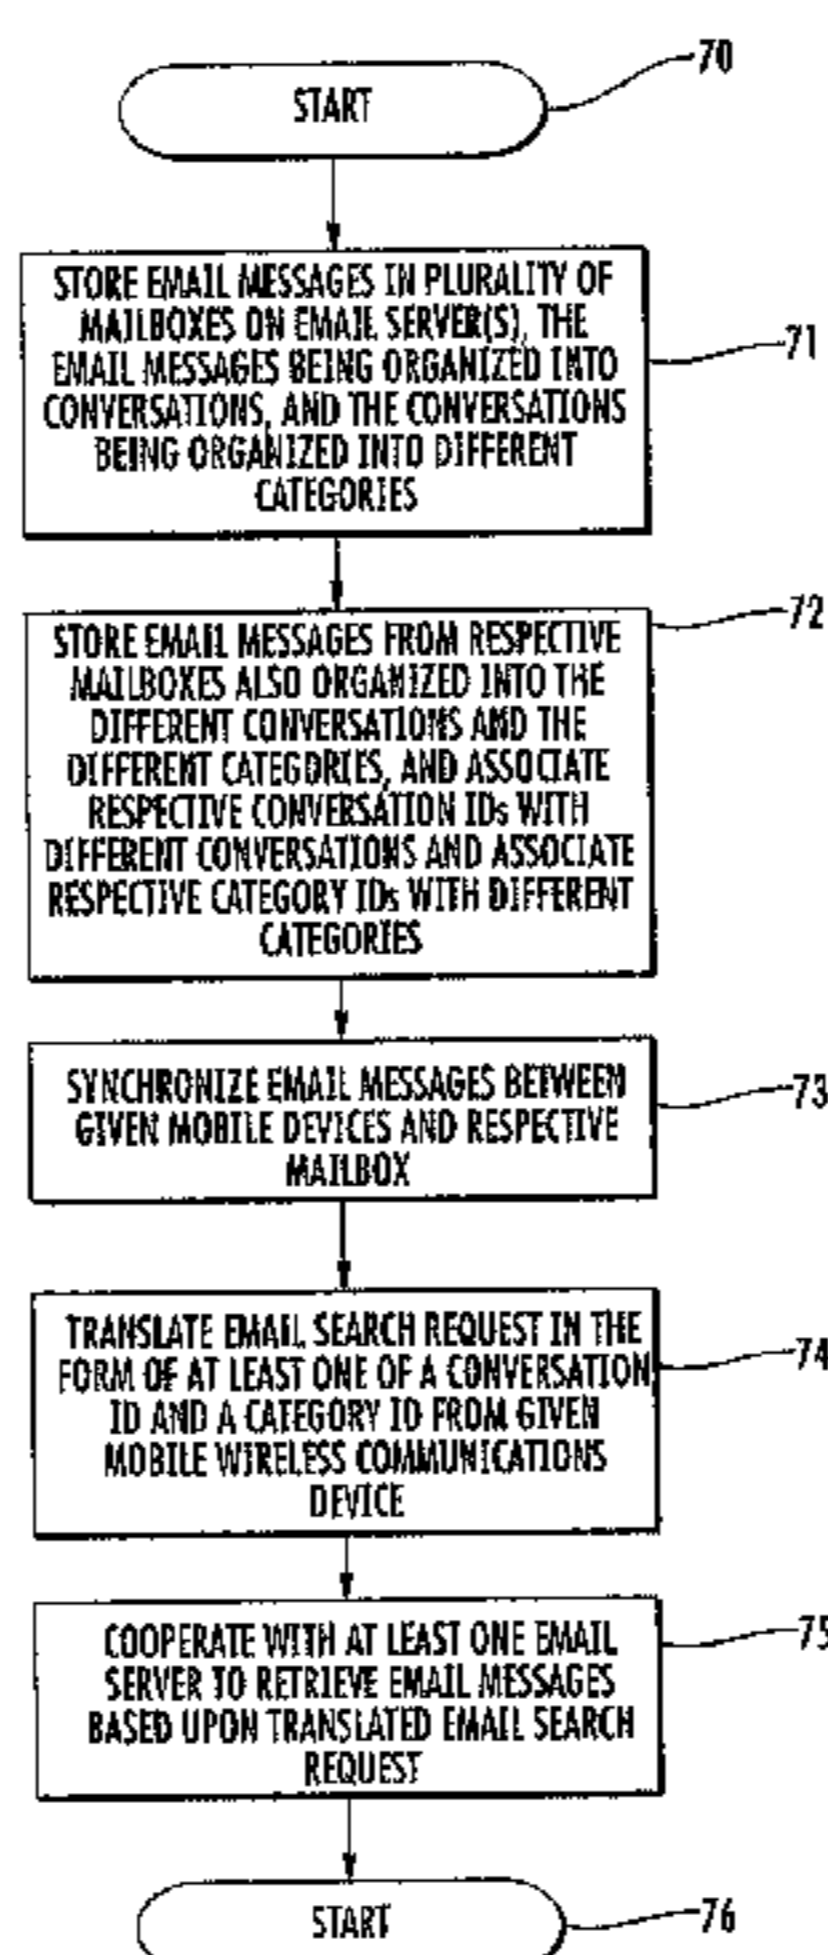 70
START
STORE EMAIL MESSAGES IN PLURALITY OF
MAILBOXES ON EMAIL SERVER(S), THE
EMAIL MESSAGES BEING ORGANIZED INTO
CONVERSATIONS, AND THE CONVERSATIONS
BEING ORGANIZED INTO DIFFERENT
CATEGORIES
71
STORE EMAIL MESSAGES FROM RESPECTIVE
MAILBOXES ALSO ORGANIZED INTO THE
DIFFERENT CONVERSATIONS AND THE
DIFFERENT CATEGORIES, AND ASSOCIATE
RESPECTIVE CONVERSATION IDs WITH
DIFFERENT CONVERSATIONS AND ASSOCIATE
RESPECTIVE CATEGORY IDs WITH DIFFERENT
CATEGORIES
72
SYNCHRONIZE EMAIL MESSAGES BETWEEN
GIVEN MOBILE DEVICES AND RESPECTIVE
MAILBOX
73
TRANSLATE EMAIL SEARCH REQUEST IN THE
FORM OF AT LEAST ONE OF A CONVERSATION
ID AND A CATEGORY ID FROM GIVEN
MOBILE WIRELESS COMMUNICATIONS
DEVICE
74
COOPERATE WITH AT LEAST ONE EMAIL
SERVER TO RETRIEVE EMAIL MESSAGES
BASED UPON TRANSLATED EMAIL SEARCH
REQUEST
75
START
76